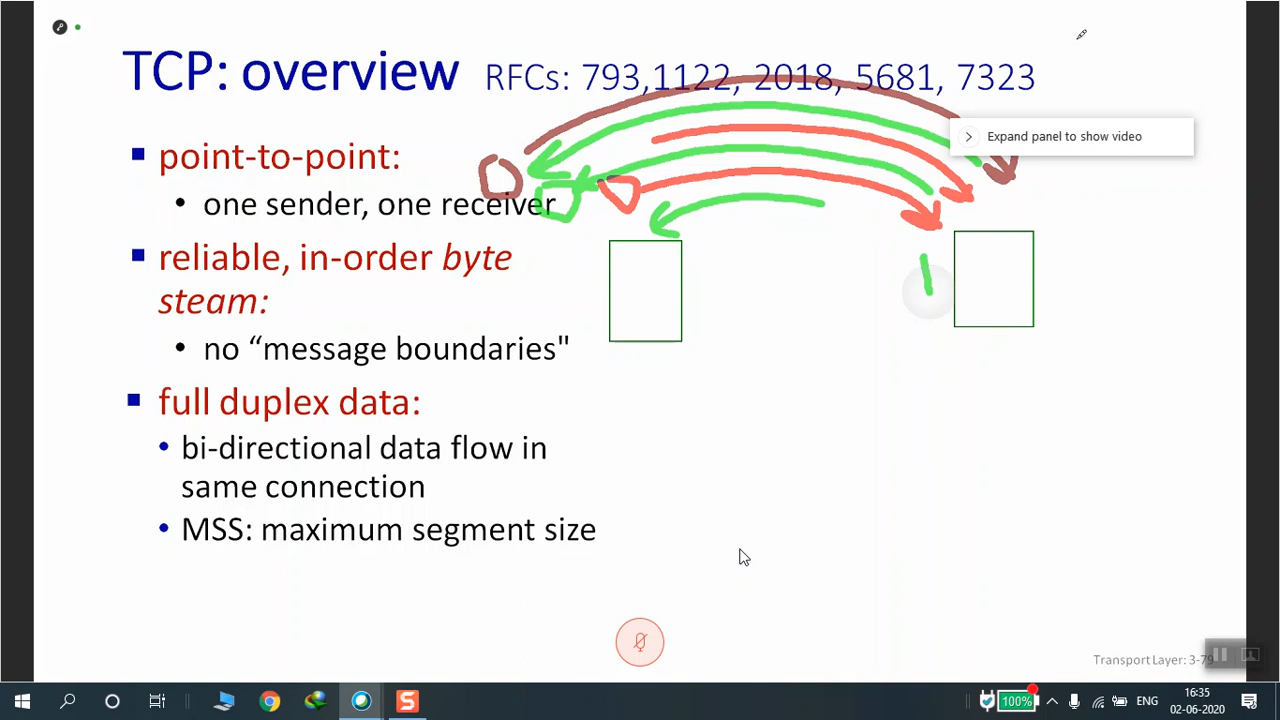 TCP: overview RFCs: 793,1122, 2018, 5681, 7323
Expand panel to show video
point-to-point:
• one sender, one receiver
reliable, in-order byte
steam:
• no “message boundaries"
full duplex data:
• bi-directional data flow in
same connection
• MSS: maximum segment size
Transport Layer: 3-79
100%
ENG
16:35
02-06-2020